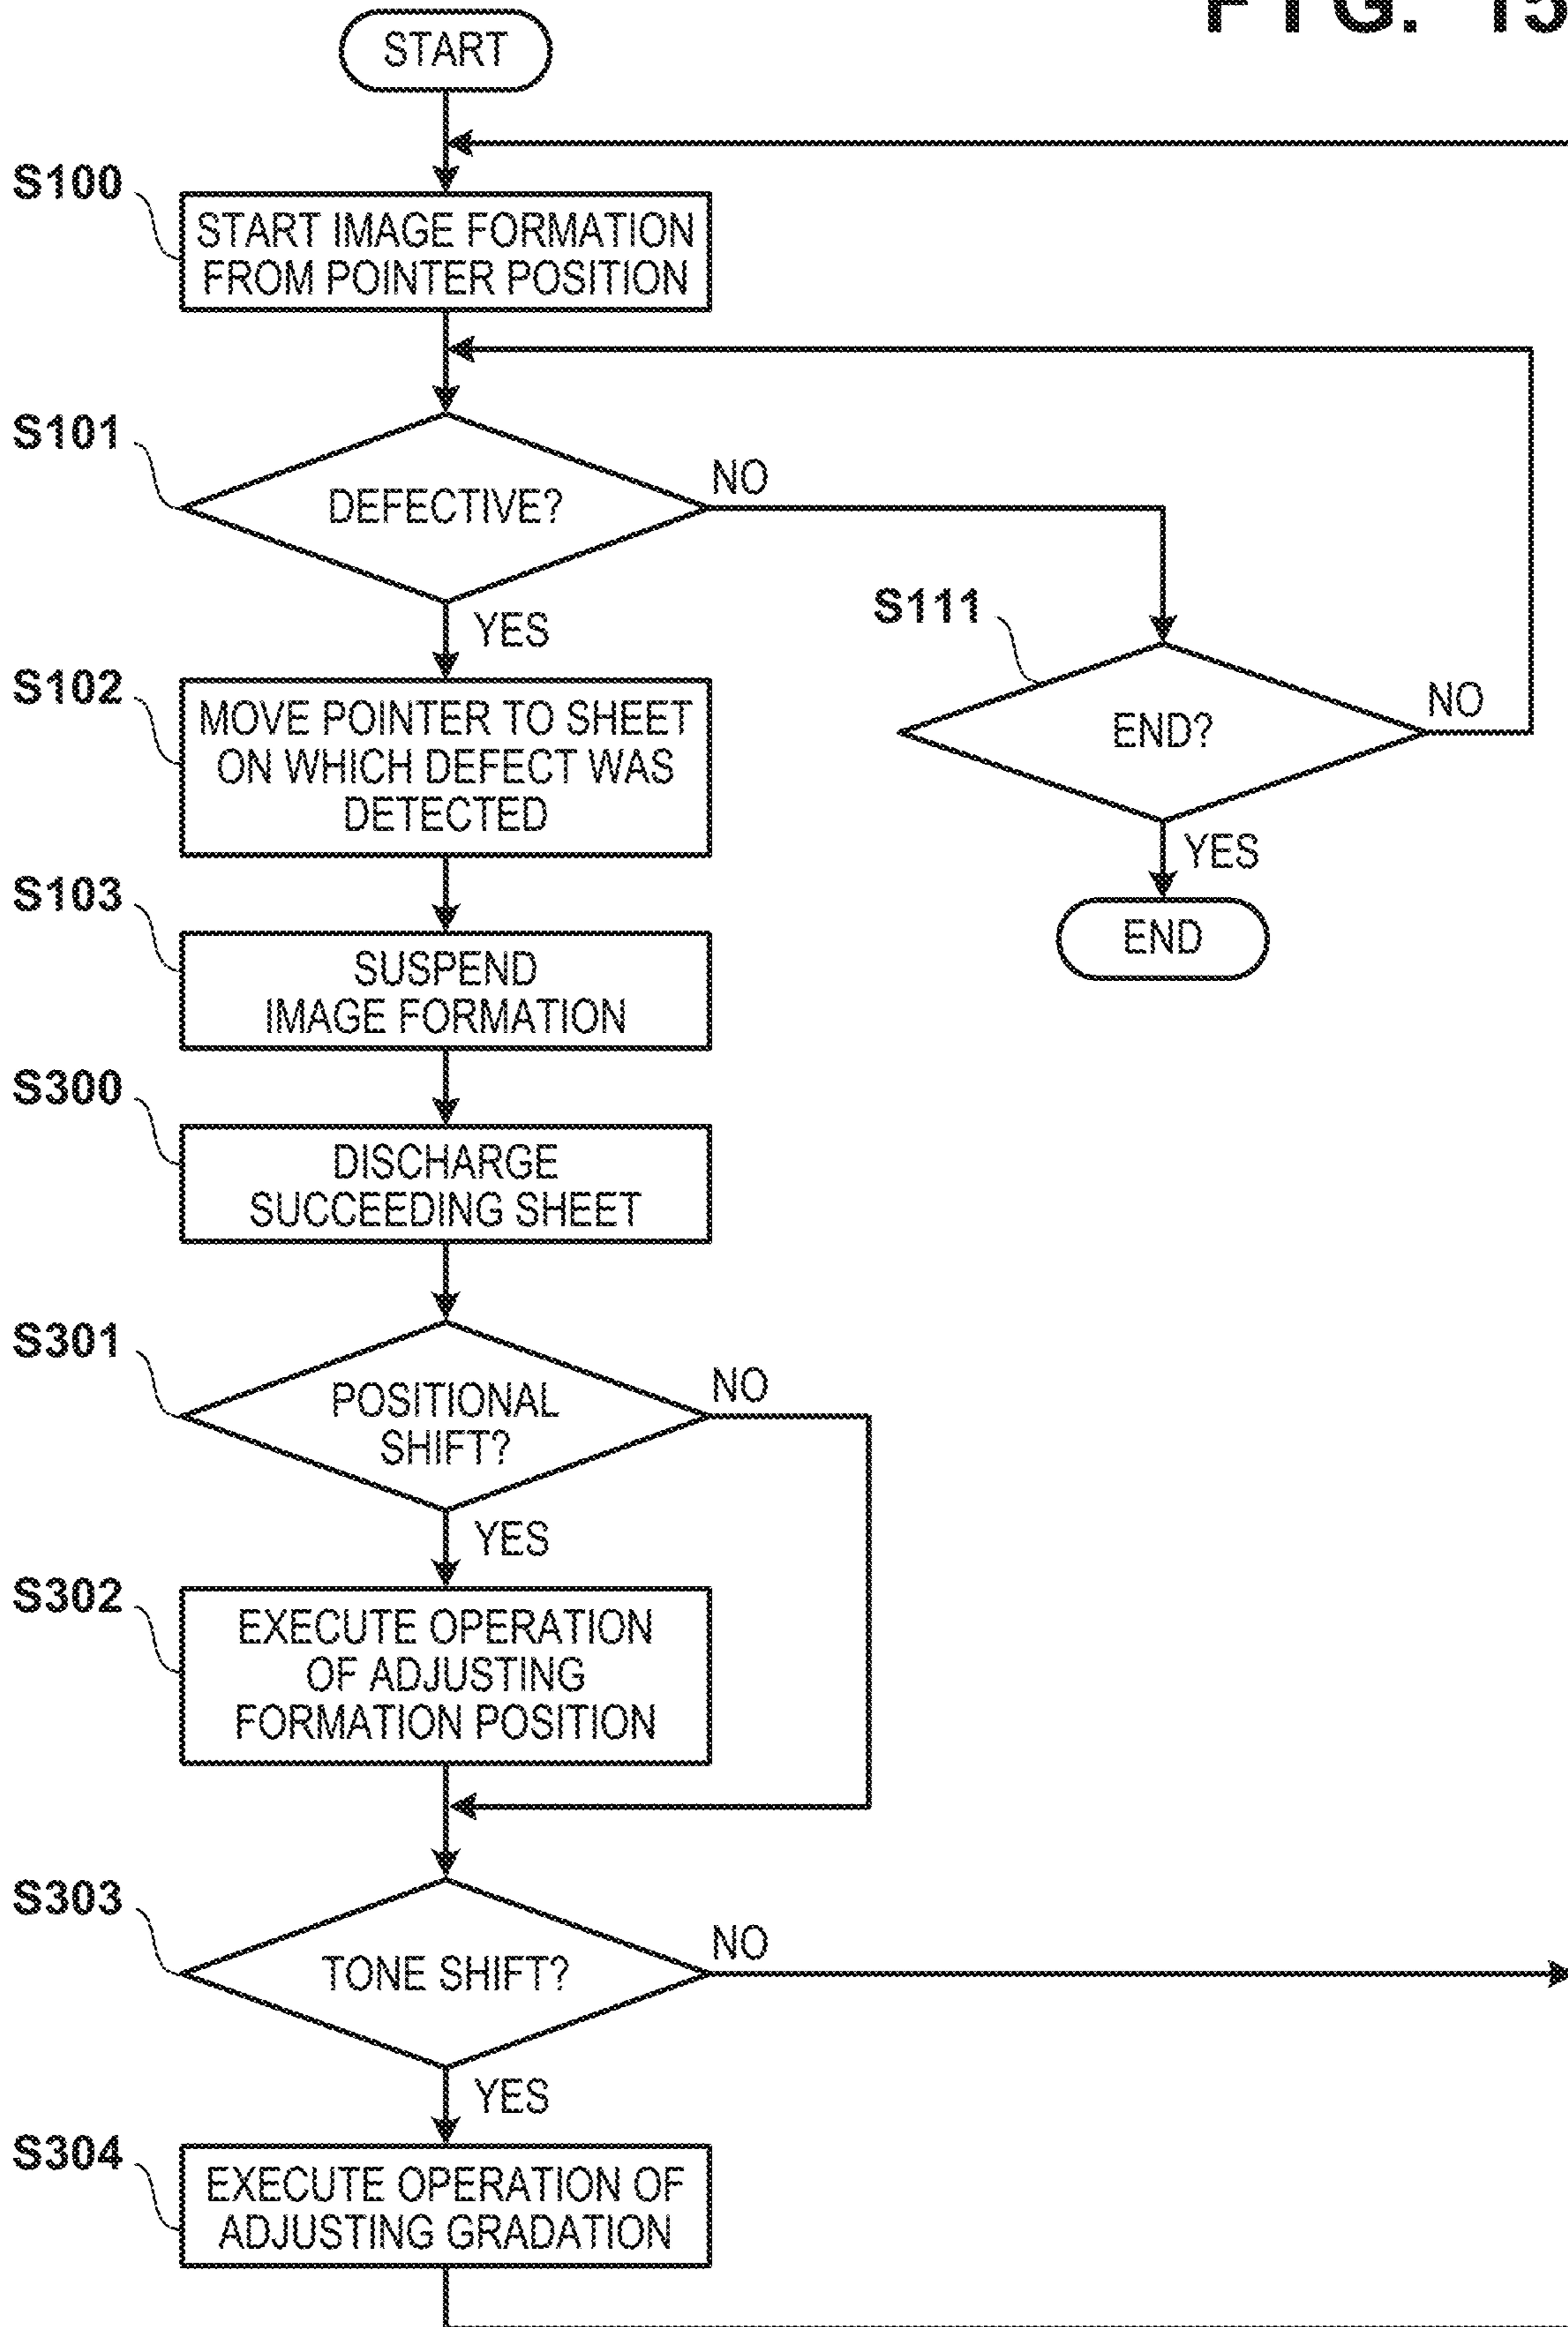 FIG. 15
START
S100
START IMAGE FORMATION
FROM POINTER POSITION
S101
DEFECTIVE?
NO
YES
S111
END?
NO
YES
END
S102
MOVE POINTER TO SHEET
ON WHICH DEFECT WAS
DETECTED
S103
SUSPEND
IMAGE FORMATION
S300
DISCHARGE
SUCCEEDING SHEET
S301
POSITIONAL
SHIFT?
NO
YES
S302
EXECUTE OPERATION
OF ADJUSTING
FORMATION POSITION
S303
TONE SHIFT?
NO
YES
S304
EXECUTE OPERATION OF
ADJUSTING GRADATION